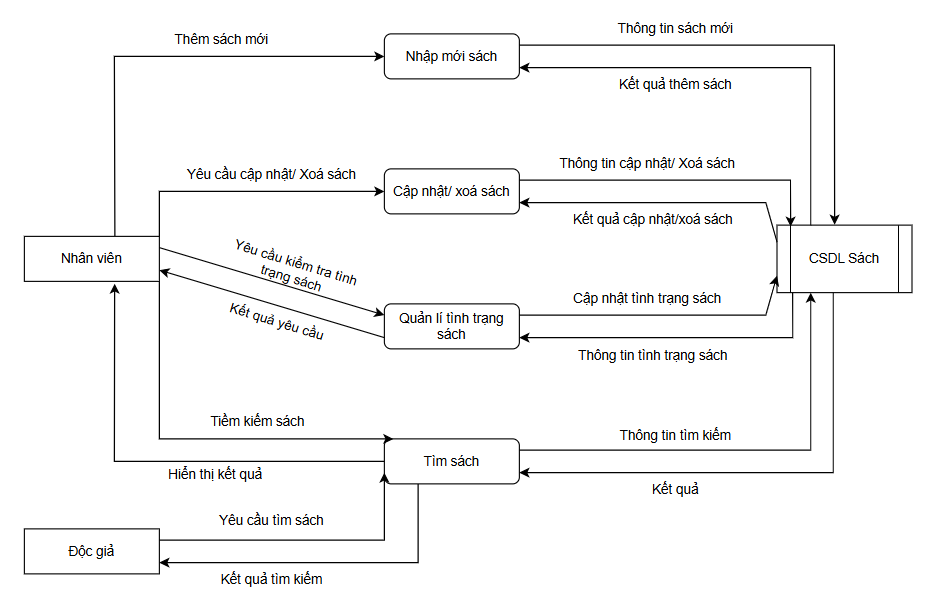 Thêm sách mới
Nhập mới sách
Thông tin sách mới
Kết quả thêm sách
Yêu cầu cập nhật/ Xoá sách
Cập nhật/ xoá sách
Thông tin cập nhật/ Xoá sách
Kết quả cập nhật/xoá sách
Nhân viên
CSDL Sách
Yêu cầu kiểm tra tình
trạng sách
Kết quả yêu cầu
Quản lí tình trạng
sách
Cập nhật tình trạng sách
Thông tin tình trạng sách
Tiềm kiếm sách
Hiển thị kết quả
Tìm sách
Thông tin tìm kiếm
Kết quả
Yêu cầu tìm sách
Độc giả
Kết quả tìm kiếm